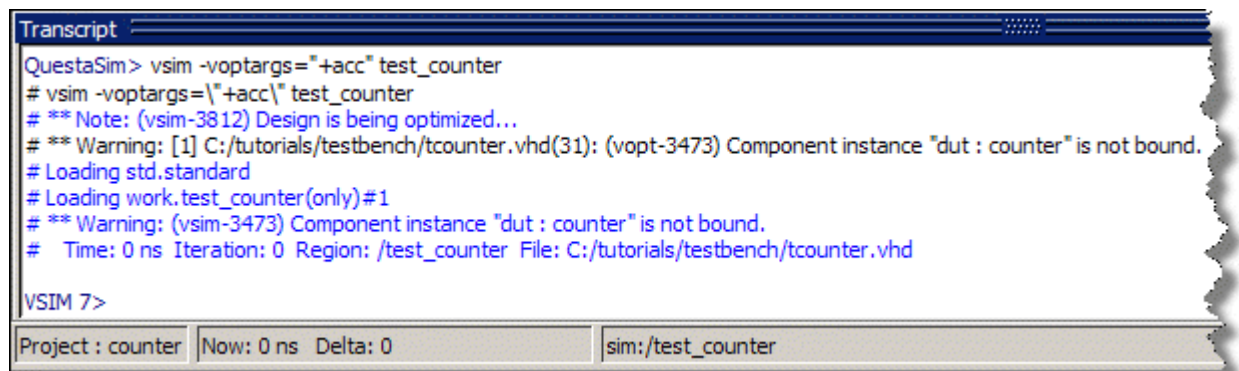 Transcript
QuestaSim> vsim -voptargs="+acc" test_counter
# vsim -voptargs=\"+acc\" test_counter
# ** Note: (vsim-3812) Design is being optimized...
# ** Warning: [1] C:/tutorials/testbench/tcounter.vhd(31): (vopt-3473) Component instance "dut : counter" is not bound.
# Loading std.standard
# Loading work.test_counter(only)#1
# ** Warning: (vsim-3473) Component instance "dut : counter" is not bound.
#    Time: 0 ns  Iteration: 0  Region: /test_counter  File: C:/tutorials/testbench/tcounter.vhd
VSIM 7>
Project : counter  Now: 0 ns  Delta: 0  sim:/test_counter